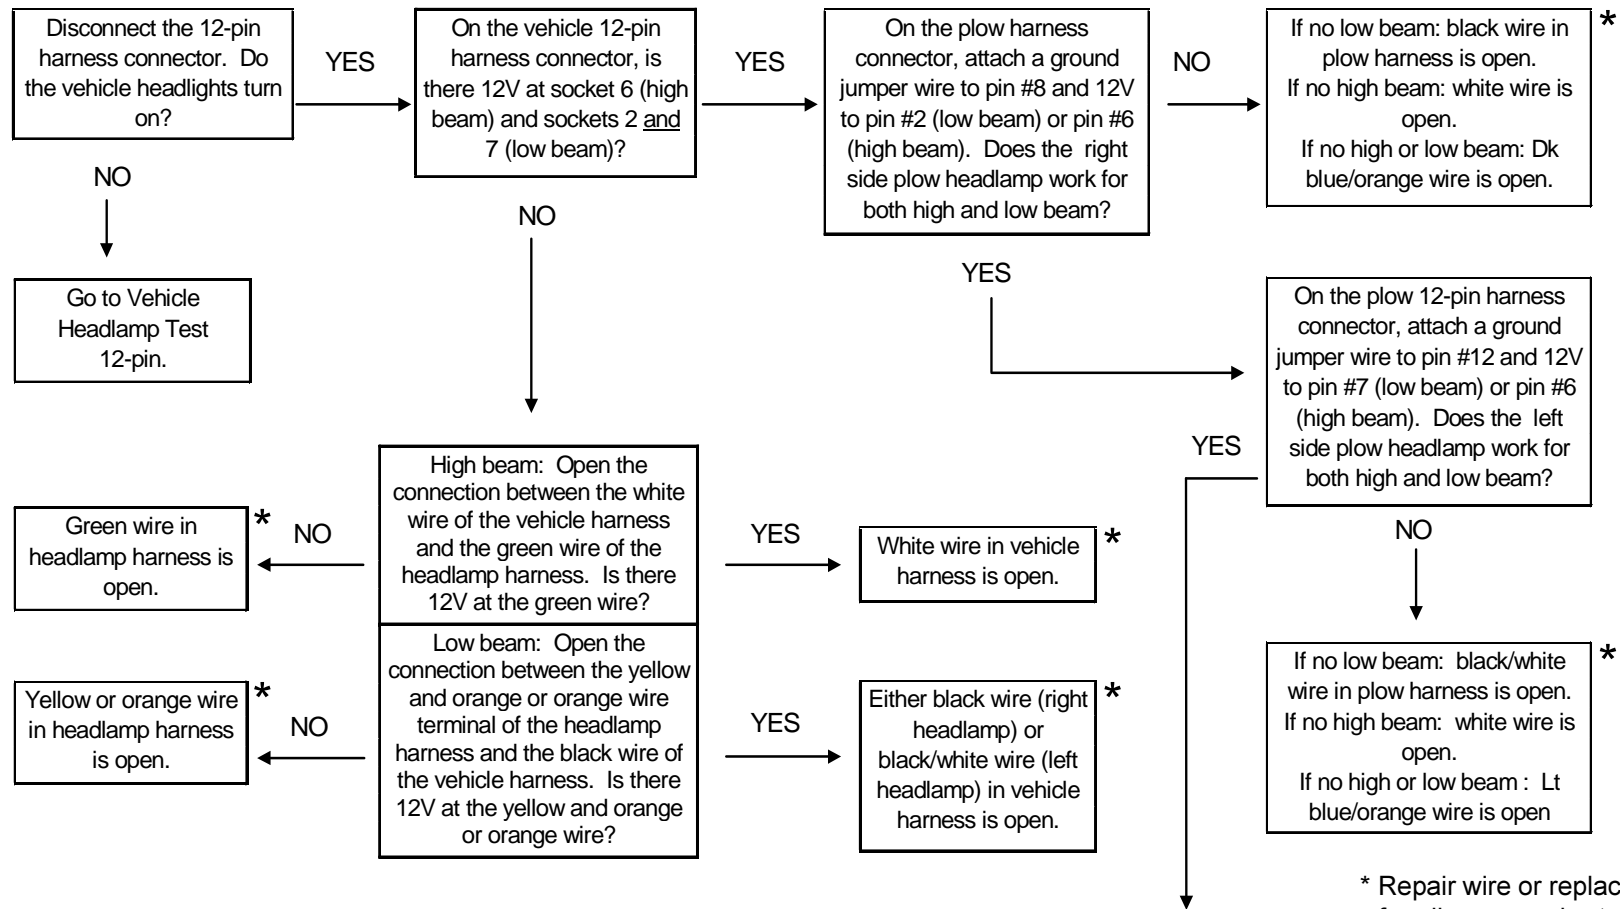 Disconnect the 12-pin
harness connector. Do
the vehicle headlights turn
on?
YES
On the vehicle 12-pin
harness connector, is
there 12V at socket 6 (high
beam) and sockets 2 and
7 (low beam)?
YES
On the plow harness
connector, attach a ground
jumper wire to pin #8 and 12V
to pin #2 (low beam) or pin #6
(high beam). Does the right
side plow headlamp work for
both high and low beam?
NO
If no low beam: black wire in
plow harness is open.
If no high beam: white wire is
open.
If no high or low beam: Dk
blue/orange wire is open.
*
NO
Go to Vehicle
Headlamp Test
12-pin.
NO
YES
On the plow 12-pin harness
connector, attach a ground
jumper wire to pin #12 and 12V
to pin #7 (low beam) or pin #6
(high beam). Does the left
side plow headlamp work for
both high and low beam?
YES
NO
High beam: Open the
connection between the white
wire of the vehicle harness
and the green wire of the
headlamp harness. Is there
12V at the green wire?
NO
Green wire in
headlamp harness is
open.
*
YES
White wire in vehicle
harness is open.
*
Low beam: Open the
connection between the yellow
and orange or orange wire
terminal of the headlamp
harness and the black wire of
the vehicle harness. Is there
12V at the yellow and orange
or orange wire?
NO
Yellow or orange wire
in headlamp harness
is open.
*
YES
Either black wire (right
headlamp) or
black/white wire (left
headlamp) in vehicle
harness is open.
*
If no low beam: black/white
wire in plow harness is open.
If no high beam: white wire is
open.
If no high or low beam : Lt
blue/orange wire is open
*
* Repair wire or replac